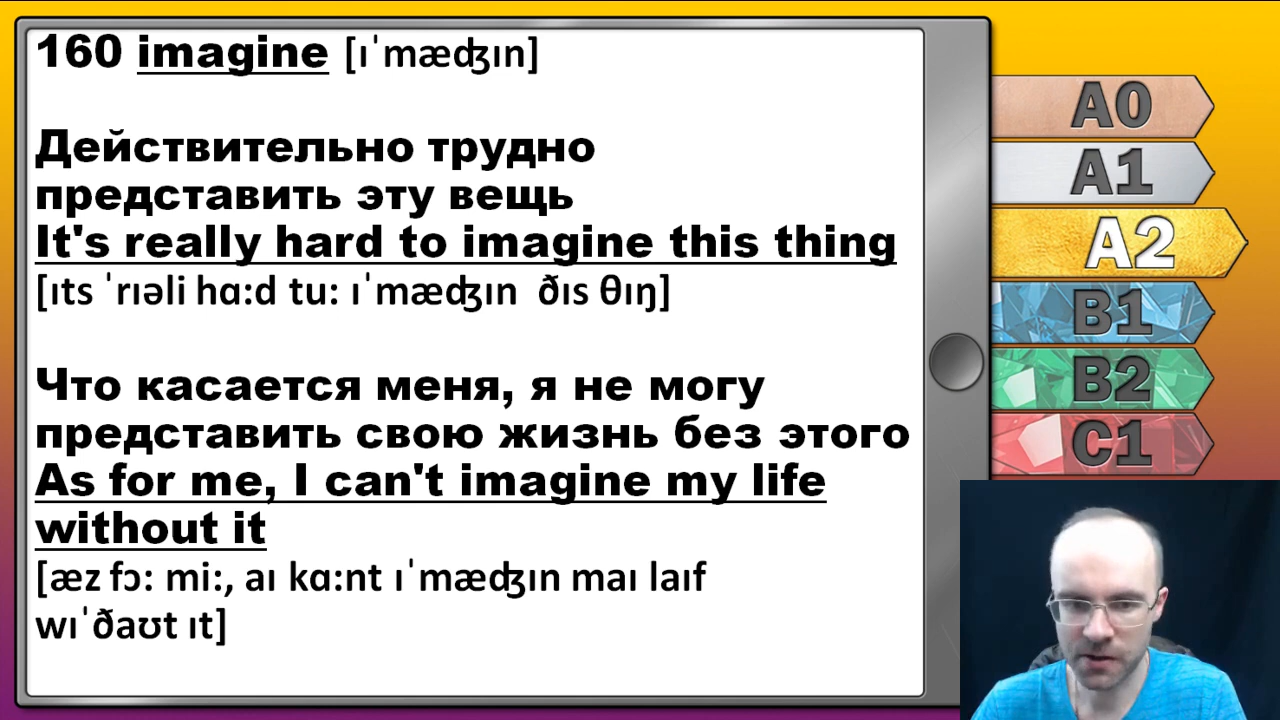 160 imagine [ɪˈmæʤɪn]
Действительно трудно
представить эту вещь
It's really hard to imagine this thing
[ɪts ˈrɪəli hɑ:d tu: ɪˈmæʤɪn ðɪs θɪŋ]
Что касается меня, я не могу
представить свою жизнь без этого
As for me, I can't imagine my life
without it
[æz fɔ: mi:, aɪ kɑ:nt ɪˈmæʤɪn maɪ laɪf
wɪˈðaʊt ɪt]
A0
A1
A2
B1
B2
C1